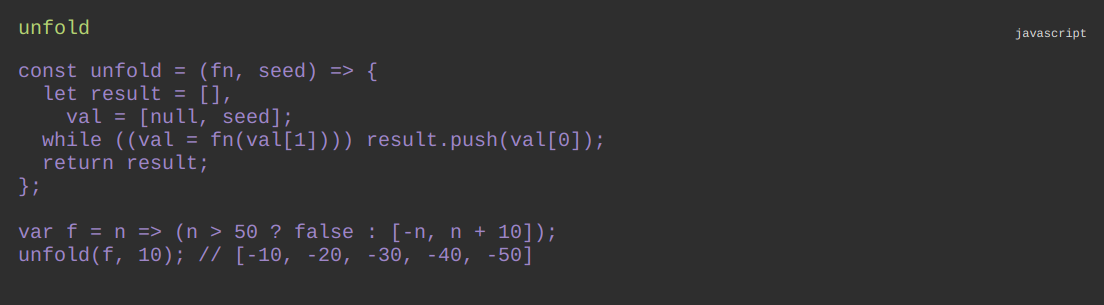 unfold
javascript
const unfold = (fn, seed) => {
  let result = [],
    val = [null, seed];
  while ((val = fn(val[1]))) result.push(val[0]);
  return result;
};
var f = n => (n > 50 ? false : [-n, n + 10]);
unfold(f, 10); // [-10, -20, -30, -40, -50]